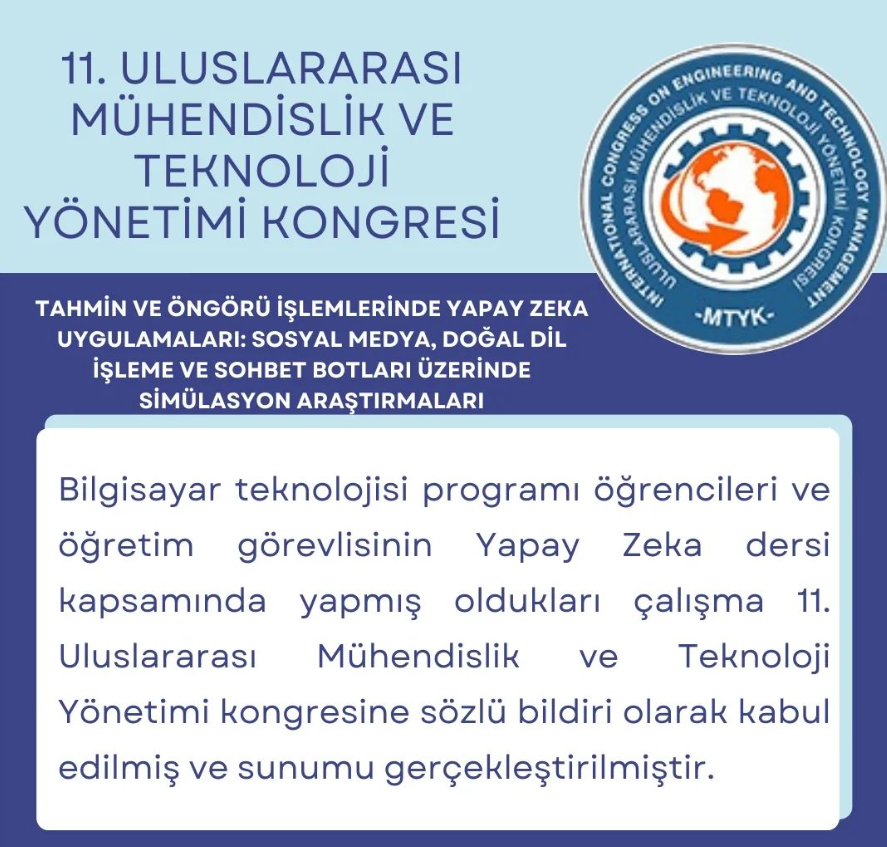 11. ULUSLARARASI
MÜHENDİSLİK VE
TEKNOLOJİ
YÖNETİMİ KONGRESİ
INTERNATIONAL CONGRESS ON ENGINEERING AND TECHNOLOGY MANAGEMENT
ULUSLARARASI MÜHENDİSLİK VE TEKNOLOJİ YÖNETİMİ KONGRESİ
-MTYK-
TAHMİN VE ÖNGÖRÜ İŞLEMLERİNDE YAPAY ZEKA
UYGULAMALARI: SOSYAL MEDYA, DOĞAL DİL
İŞLEME VE SOHBET BOTLARI ÜZERİNDE
SİMÜLASYON ARAŞTIRMALARI
Bilgisayar teknolojisi programı öğrencileri ve
öğretim görevlisinin Yapay Zeka dersi
kapsamında yapmış oldukları çalışma 11.
Uluslararası Mühendislik ve Teknoloji
Yönetimi kongresine sözlü bildiri olarak kabul
edilmiş ve sunumu gerçekleştirilmiştir.